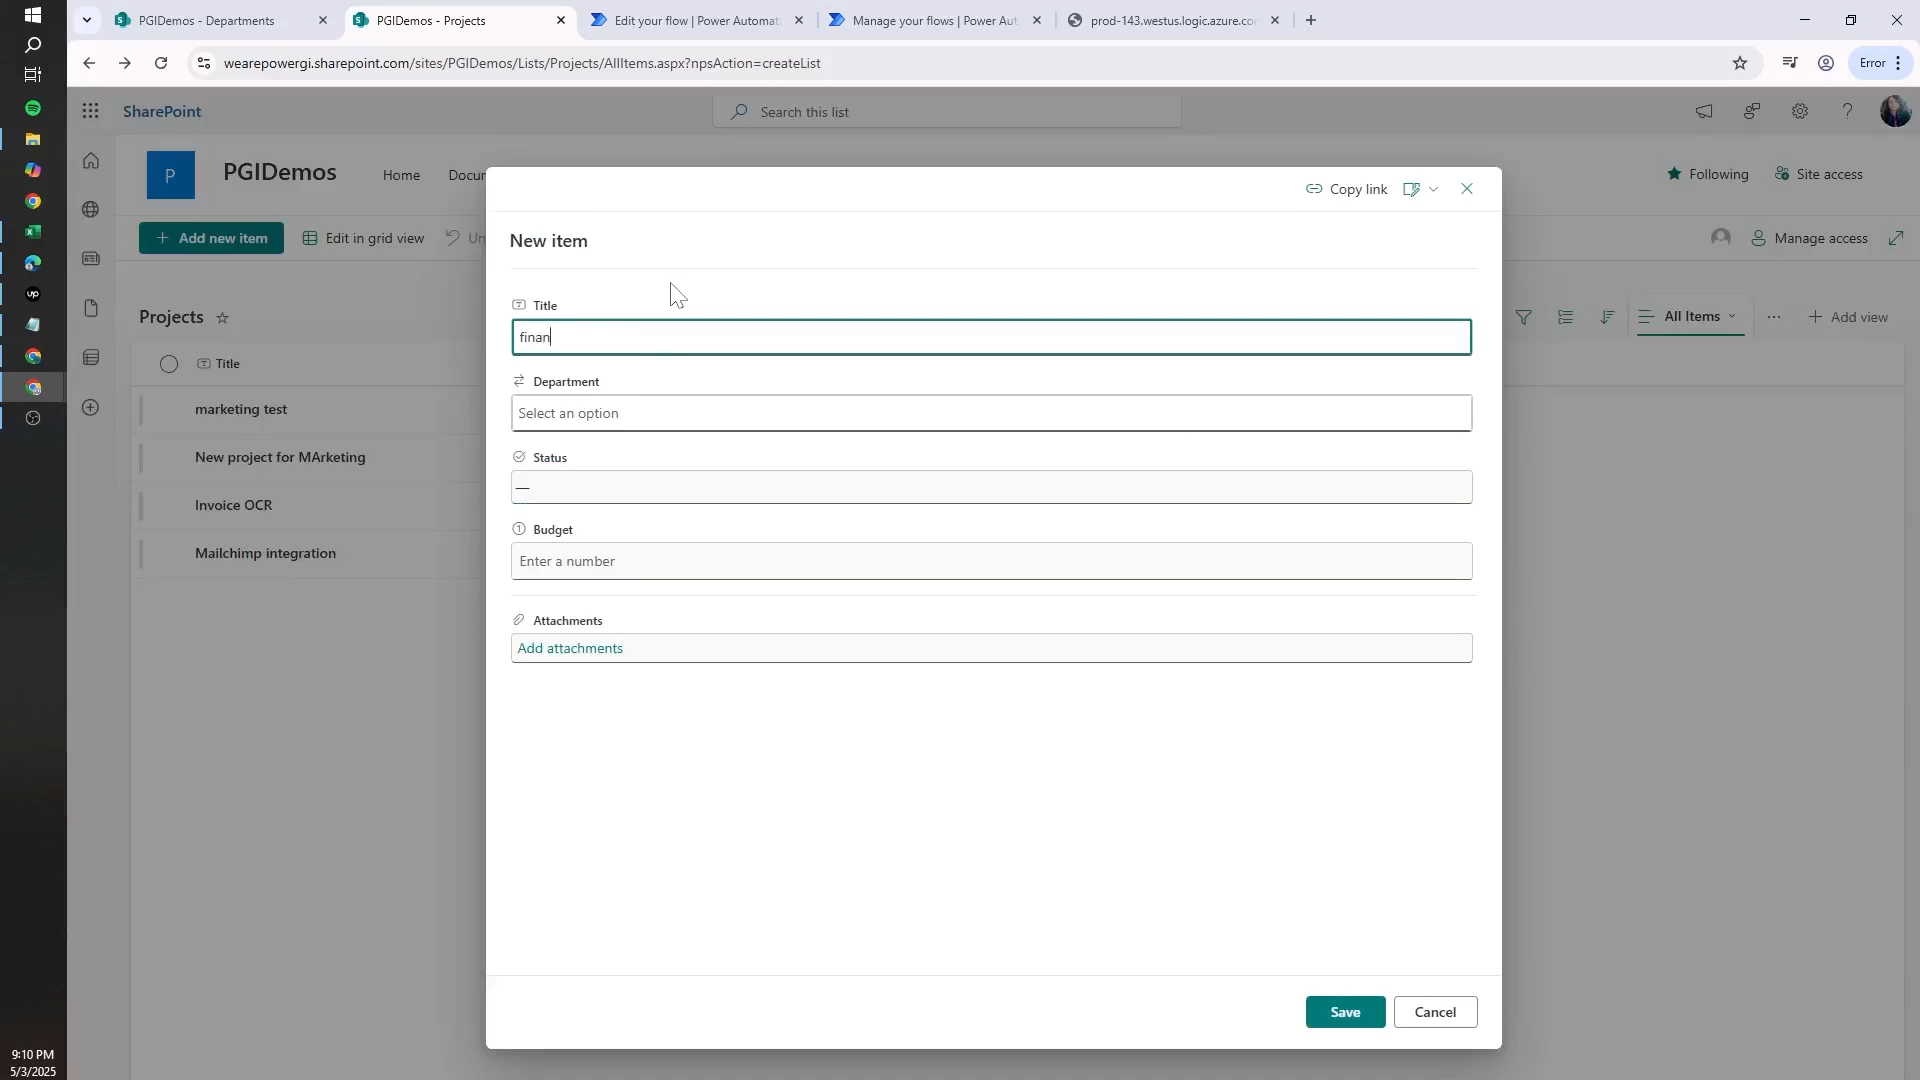 PGIDemos - Departments
PGIDemos - Projects
Edit your flow | Power Automat
Manage your flows | Power Aut
prod-143.westus.logic.azure.co
wearepowergi.sharepoint.com/sites/PGIDemos/Lists/Projects/AllItems.aspx?npsAction=createList
Error
SharePoint
Search this list
P
PGIDemos
Home
Docu
Following
Site access
Add new item
Edit in grid view
Un
Manage access
Projects
All Items
Add view
Title
marketing test
New project for MArketing
Invoice OCR
Mailchimp integration
Copy link
New item
Title
finan
Department
Select an option
Status
—
Budget
Enter a number
Attachments
Add attachments
Save
Cancel
up
9:10 PM
5/3/2025